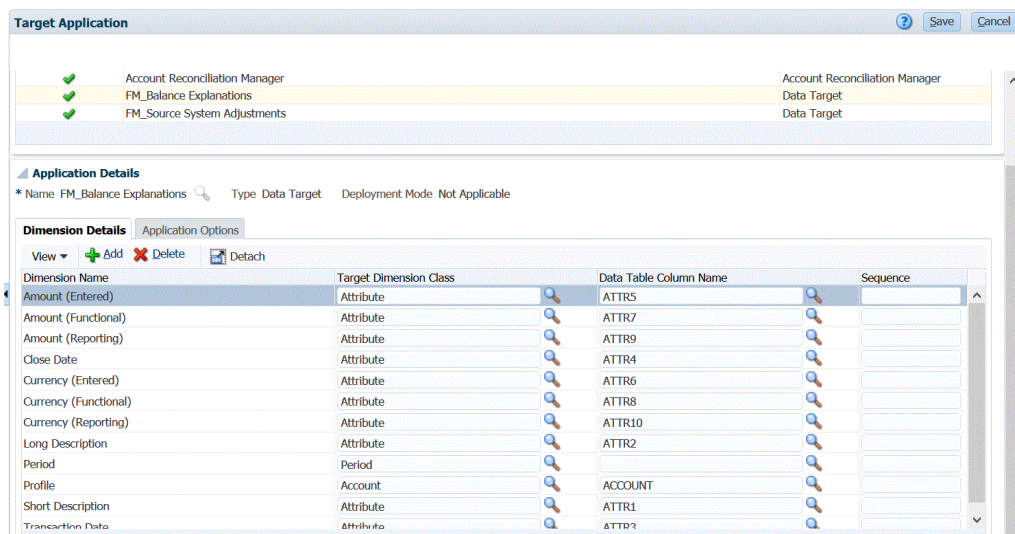 Target Application ? Save Cancel
Account Reconciliation Manager Account Reconciliation Manager
FM_Balance Explanations Data Target
FM_Source System Adjustments Data Target
Application Details
* Name FM_Balance Explanations Type Data Target Deployment Mode Not Applicable
Dimension Details Application Options
View Add Delete Detach
Dimension Name Target Dimension Class Data Table Column Name Sequence
Amount (Entered) Attribute ATTR5
Amount (Functional) Attribute ATTR7
Amount (Reporting) Attribute ATTR9
Close Date Attribute ATTR4
Currency (Entered) Attribute ATTR6
Currency (Functional) Attribute ATTR8
Currency (Reporting) Attribute ATTR10
Long Description Attribute ATTR2
Period Period
Profile Account ACCOUNT
Short Description Attribute ATTR1
Transaction Date Attribute ATTR3